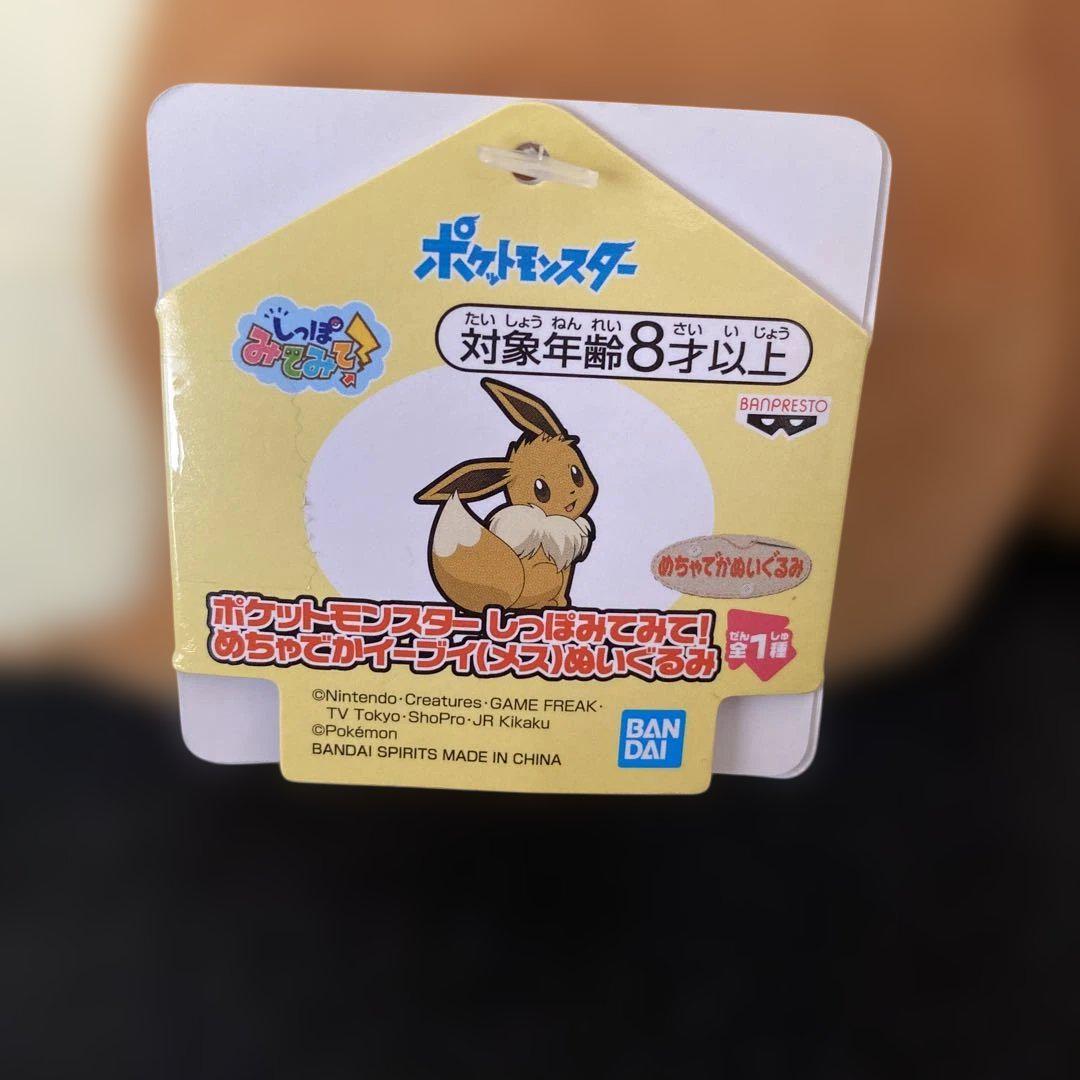 ポケットモンスター
しっぽ
みてみて!
たいしょうねんれい さいいじょう
対象年齢8才以上
BANPRESTO
めちゃでかぬいぐるみ
ポケットモンスター しっぽみてみて!
めちゃでかイーブイ(メス)ぬいぐるみ
ぜん しゅ
全1種
©Nintendo・Creatures・GAME FREAK・
TV Tokyo・ShoPro・JR Kikaku
©Pokémon
BANDAI SPIRITS MADE IN CHINA
BAN
DAI